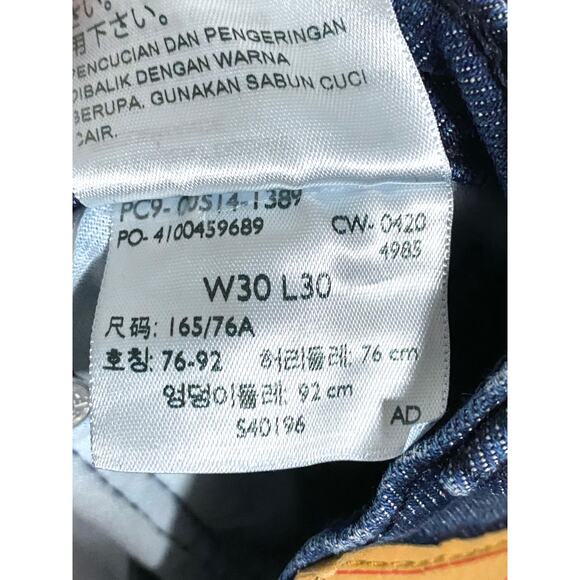 用下さい。
PENCUCIAN DAN PENGERINGAN
DIBALIK DENGAN WARNA
BERUPA. GUNAKAN SABUN CUCI
CAIR.
PC9- 00514-1389
PO- 4100459689
CW- 0420
4985
W30 L30
尺码: 165/76A
호칭: 76-92 허리둘레: 76 cm
엉덩이둘레: 92 cm
S40196
AD